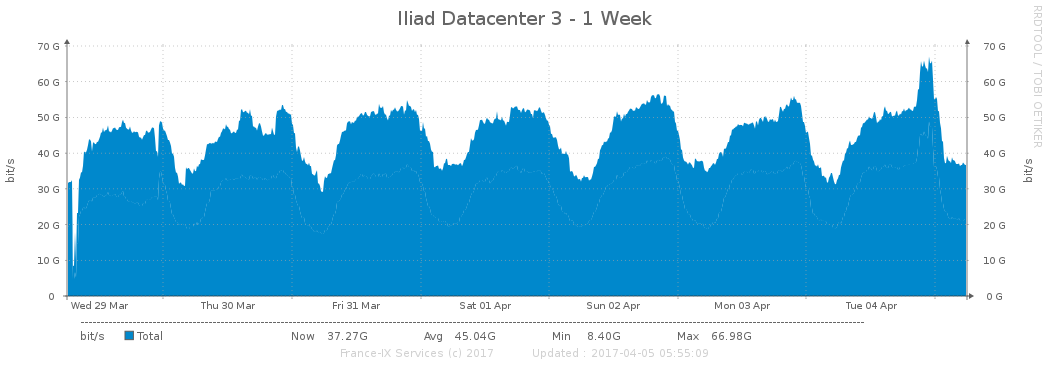 Iliad Datacenter 3 - 1 Week
RRDTOOL / TOBI OETIKER
bit/s
70 G
60 G
50 G
40 G
30 G
20 G
10 G
0
70 G
60 G
50 G
40 G
30 G
20 G
10 G
0 G
bit/s
Wed 29 Mar Thu 30 Mar Fri 31 Mar Sat 01 Apr Sun 02 Apr Mon 03 Apr Tue 04 Apr
bit/s Total Now 37.27G Avg 45.04G Min 8.40G Max 66.98G
France-IX Services (c) 2017 Updated : 2017-04-05 05:55:09